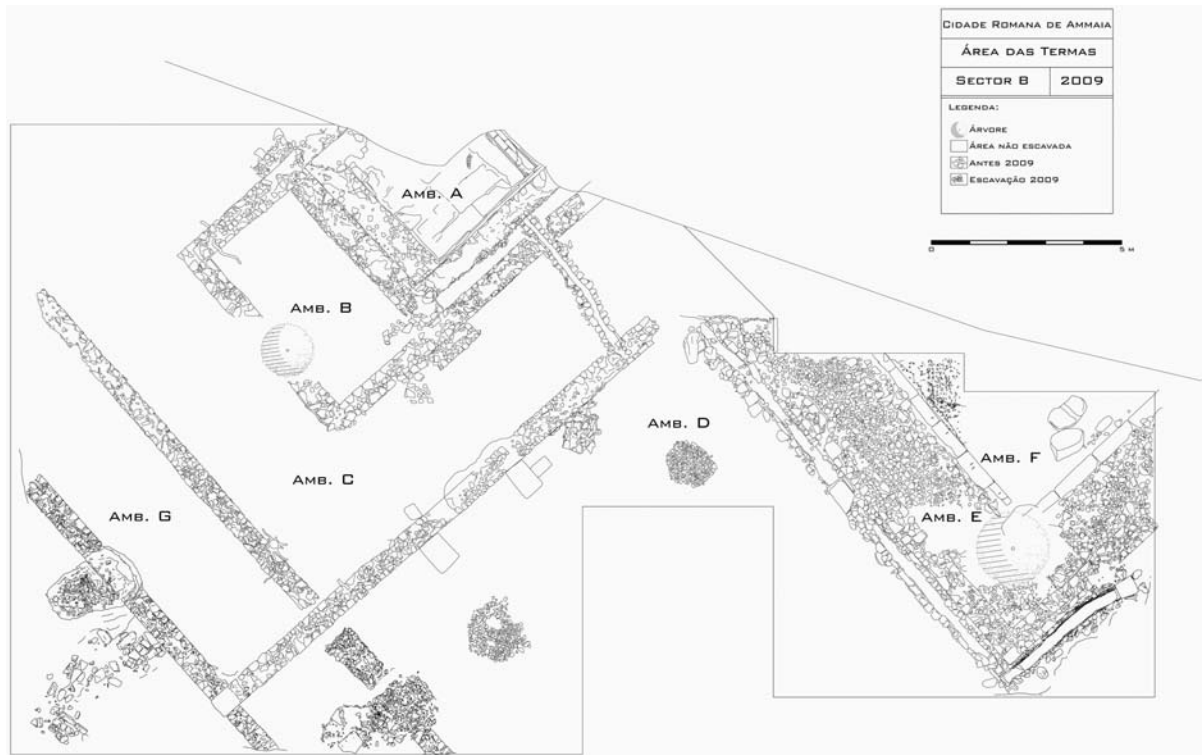 Cidade Romana de Ammaia
Área das Termas
Sector B 2009
Legenda:
Árvore
Área não escavada
Antes 2009
Escavação 2009
0 5 m
Amb. A
Amb. B
Amb. C
Amb. D
Amb. E
Amb. F
Amb. G